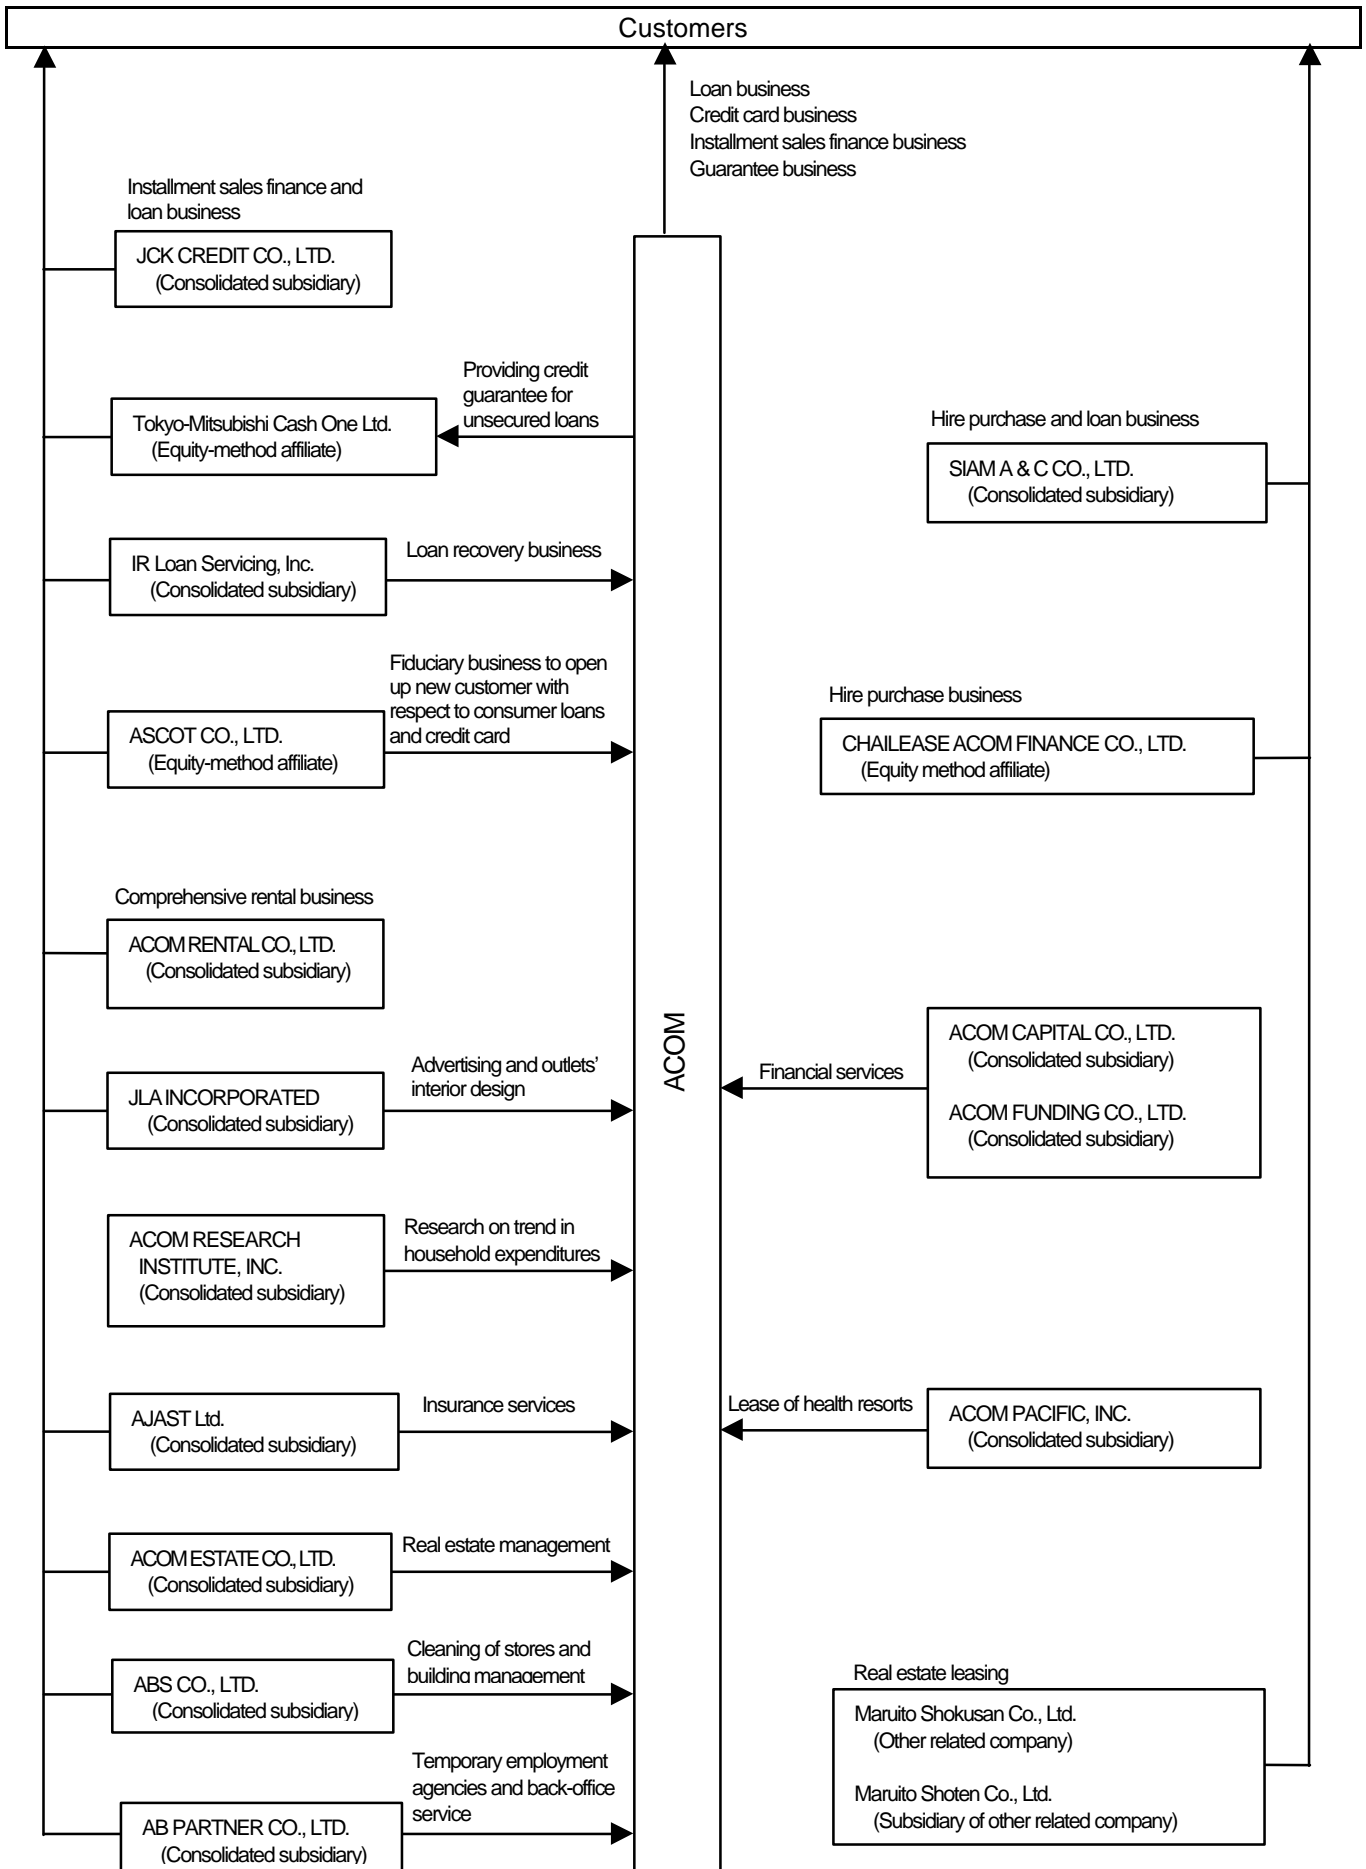 Customers
Loan business
Credit card business
Installment sales finance business
Guarantee business
Installment sales finance and
loan business
JCK CREDIT CO., LTD.
(Consolidated subsidiary)
Providing credit
guarantee for
unsecured loans
Tokyo-Mitsubishi Cash One Ltd.
(Equity-method affiliate)
Hire purchase and loan business
SIAM A & C CO., LTD.
(Consolidated subsidiary)
IR Loan Servicing, Inc.
(Consolidated subsidiary)
Loan recovery business
Fiduciary business to open
up new customer with
respect to consumer loans
and credit card
ASCOT CO., LTD.
(Equity-method affiliate)
Hire purchase business
CHAILEASE ACOM FINANCE CO., LTD.
(Equity method affiliate)
Comprehensive rental business
ACOM RENTAL CO., LTD.
(Consolidated subsidiary)
ACOM
ACOM CAPITAL CO., LTD.
(Consolidated subsidiary)
ACOM FUNDING CO., LTD.
(Consolidated subsidiary)
Financial services
Advertising and outlets’
interior design
JLA INCORPORATED
(Consolidated subsidiary)
ACOM RESEARCH
INSTITUTE, INC.
(Consolidated subsidiary)
Research on trend in
household expenditures
AJAST Ltd.
(Consolidated subsidiary)
Insurance services
Lease of health resorts
ACOM PACIFIC, INC.
(Consolidated subsidiary)
ACOM ESTATE CO., LTD.
(Consolidated subsidiary)
Real estate management
Cleaning of stores and
building management
ABS CO., LTD.
(Consolidated subsidiary)
Real estate leasing
Maruito Shokusan Co., Ltd.
(Other related company)
Maruito Shoten Co., Ltd.
(Subsidiary of other related company)
Temporary employment
agencies and back-office
service
AB PARTNER CO., LTD.
(Consolidated subsidiary)